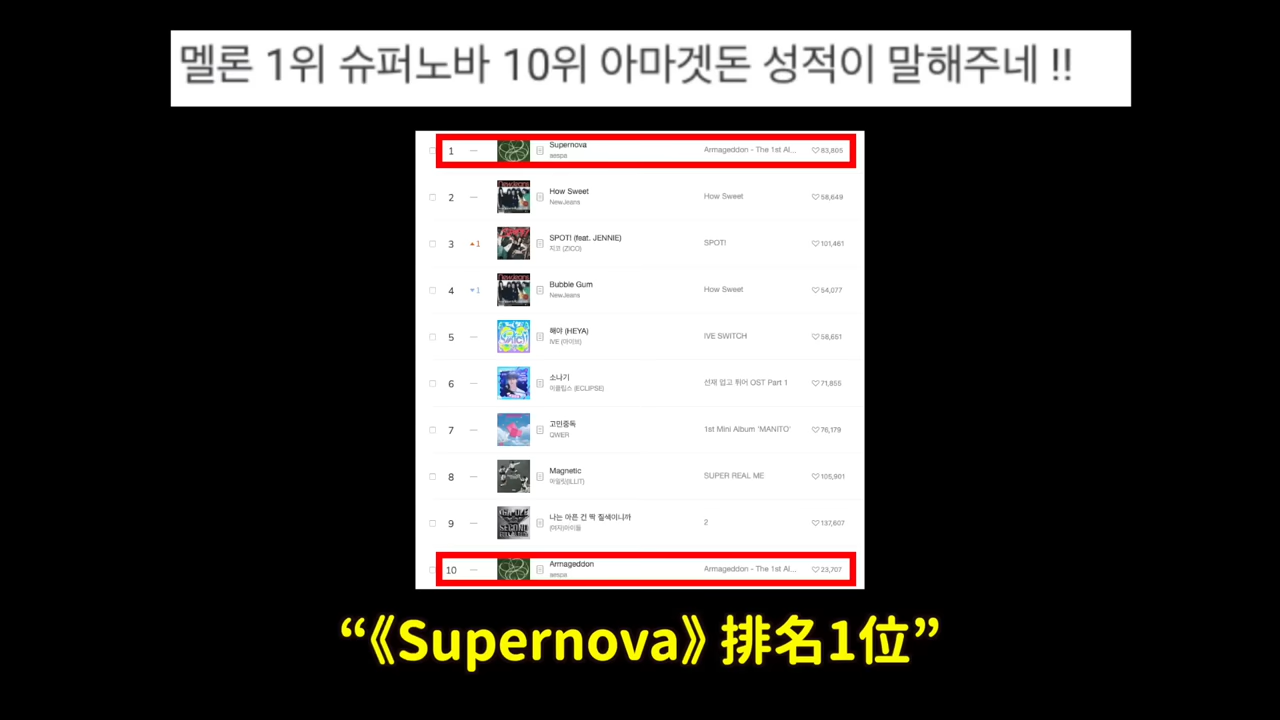 멜론 1위 슈퍼노바 10위 아마겟돈 성적이 말해주네 !!
1 — Supernova Armageddon - The 1st Al... ♡83,805
aespa
2 — How Sweet How Sweet ♡58,649
NewJeans
3 ▲1 SPOT! (feat. JENNIE) SPOT! ♡101,461
지코 (ZICO)
4 ▼1 Bubble Gum How Sweet ♡54,077
NewJeans
5 — 해야 (HEYA) IVE SWITCH ♡58,651
IVE (아이브)
6 — 소나기 선재 업고 튀어 OST Part 1 ♡71,855
이클립스 (ECLIPSE)
7 — 고민중독 1st Mini Album 'MANITO' ♡76,179
QWER
8 — Magnetic SUPER REAL ME ♡105,901
아일릿(ILLIT)
9 — 나는 아픈 건 딱 질색이니까 2 ♡137,607
(여자)아이들
10 — Armageddon Armageddon - The 1st Al... ♡23,707
aespa
“《Supernova》排名1位”